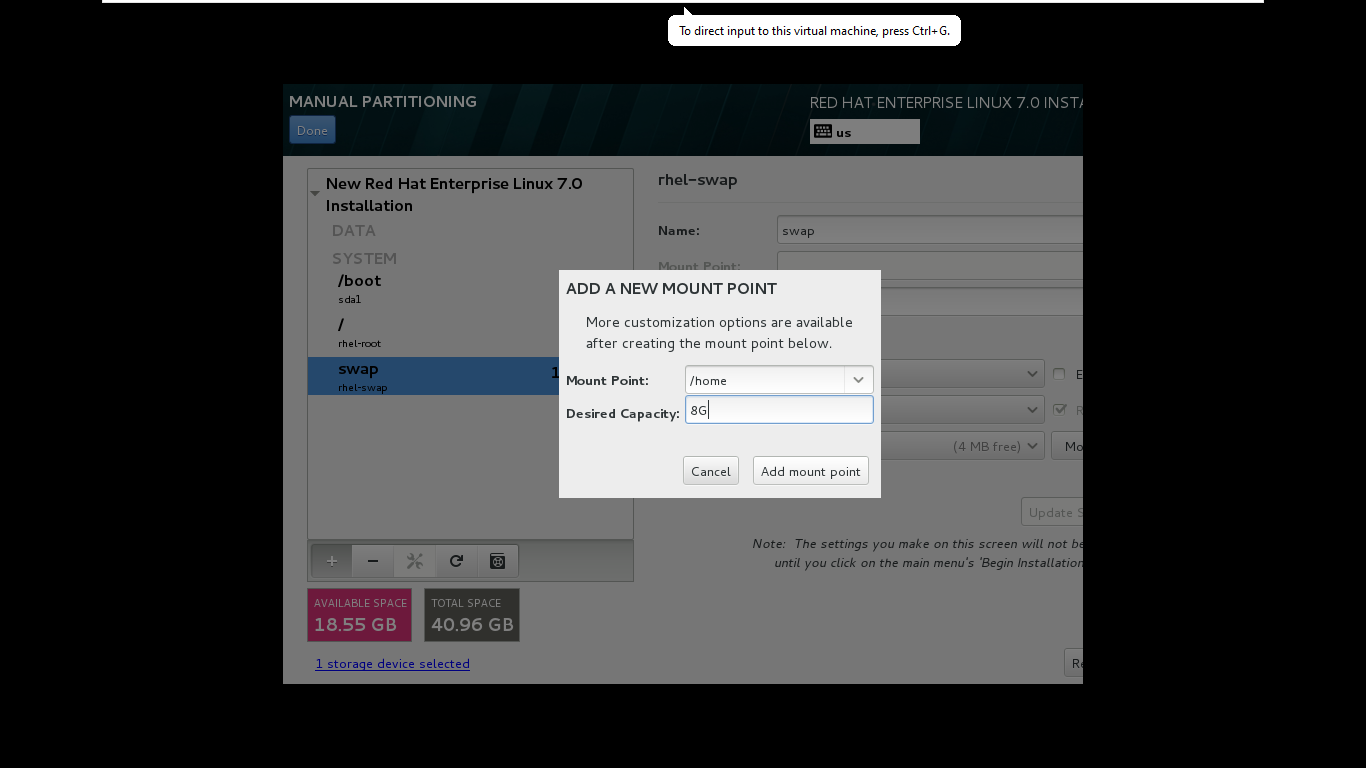 To direct input to this virtual machine, press Ctrl+G.
MANUAL PARTITIONING
RED HAT ENTERPRISE LINUX 7.0 INSTA
Done
us
New Red Hat Enterprise Linux 7.0
Installation
DATA
SYSTEM
/boot
sda1
/
rhel-root
swap
1
rhel-swap
rhel-swap
Name:
swap
Mount Point:
ADD A NEW MOUNT POINT
More customization options are available
after creating the mount point below.
Mount Point:
/home
Desired Capacity:
8G
Cancel
Add mount point
E
R
(4 MB free)
Mo
Update S
Note: The settings you make on this screen will not be
until you click on the main menu's 'Begin Installation
AVAILABLE SPACE
18.55 GB
TOTAL SPACE
40.96 GB
1 storage device selected
Re